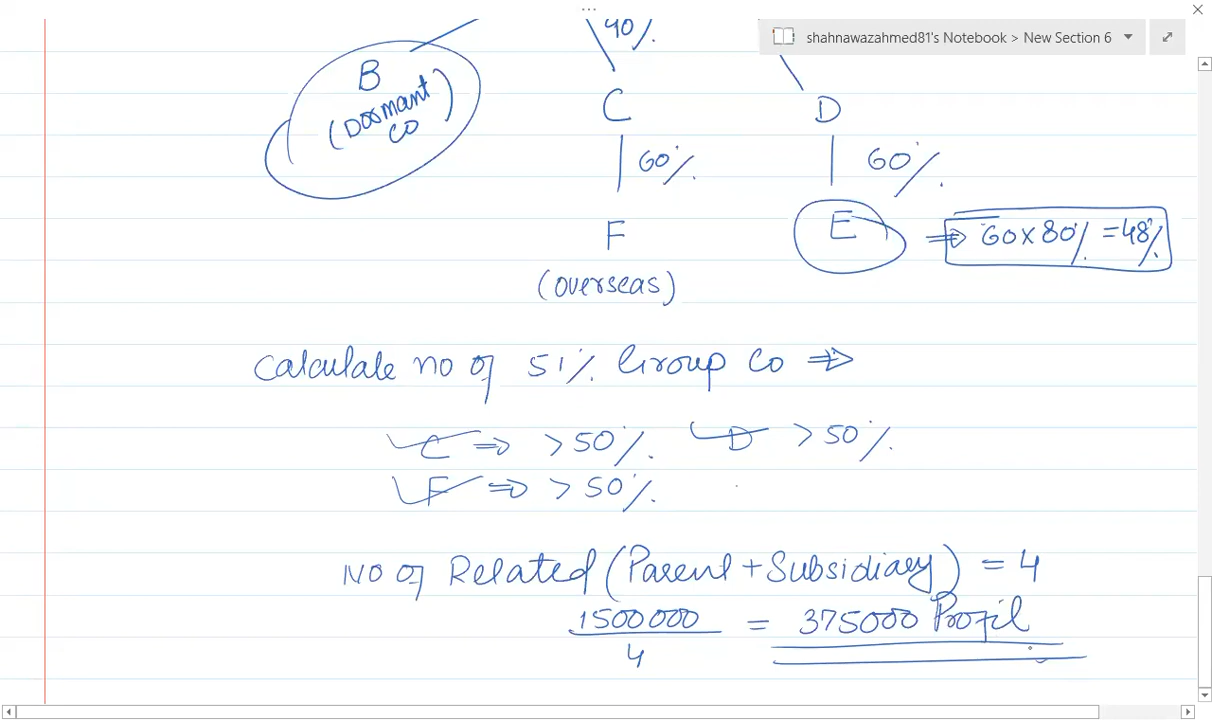 shahnawazahmed81's Notebook > New Section 6
40%
B
(Dormant
CO
)
C
D
60%
60%
F
E
⇒ 60×80% = 48%
(overseas)
Calculate no of 51% Group Co ⇒
C ⇒ > 50%. D > 50%.
F ⇒ > 50%.
No of Related (Parent + Subsidiary) = 4
1500000
4
= 375000 Profit